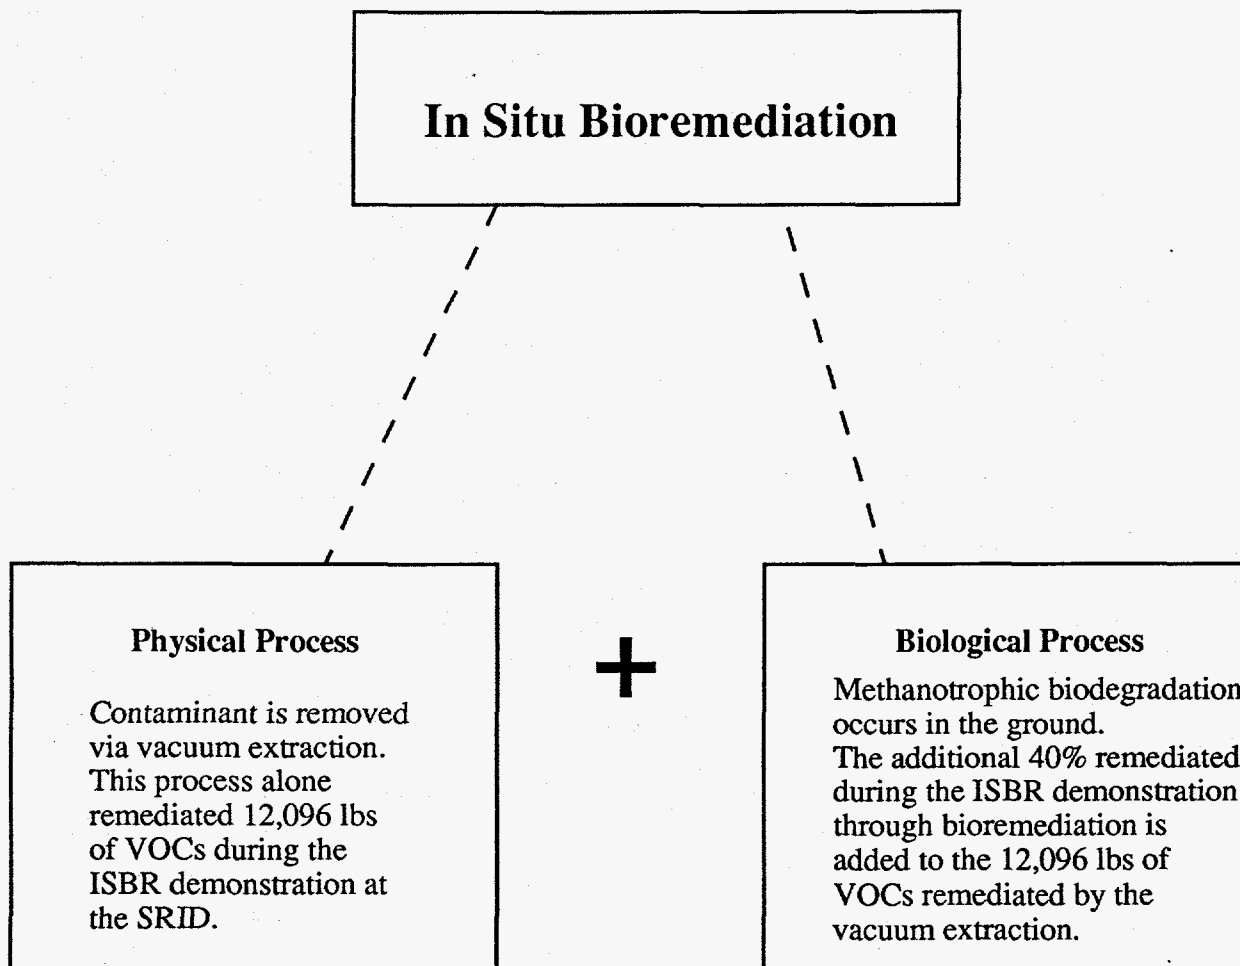 In Situ Bioremediation
Physical Process
Contaminant is removed
via vacuum extraction.
This process alone
remediated 12,096 lbs
of VOCs during the
ISBR demonstration at
the SRID.
+
Biological Process
Methanotrophic biodegradation
occurs in the ground.
The additional 40% remediated
during the ISBR demonstration
through bioremediation is
added to the 12,096 lbs of
VOCs remediated by the
vacuum extraction.